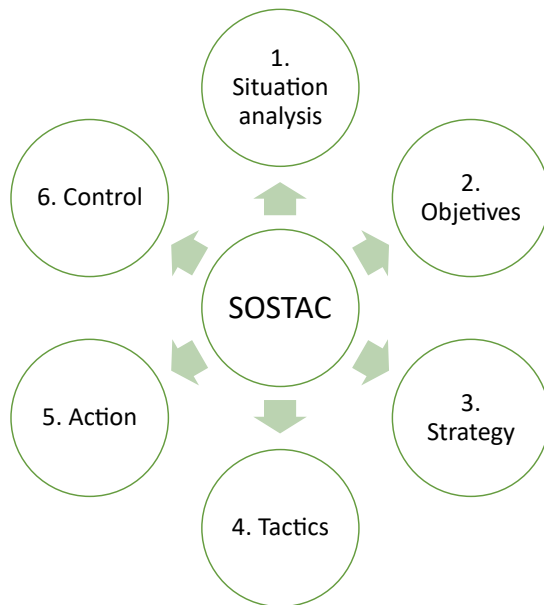 1.
Situation
analysis
2.
Objetives
3.
Strategy
4. Tactics
5. Action
6. Control
SOSTAC